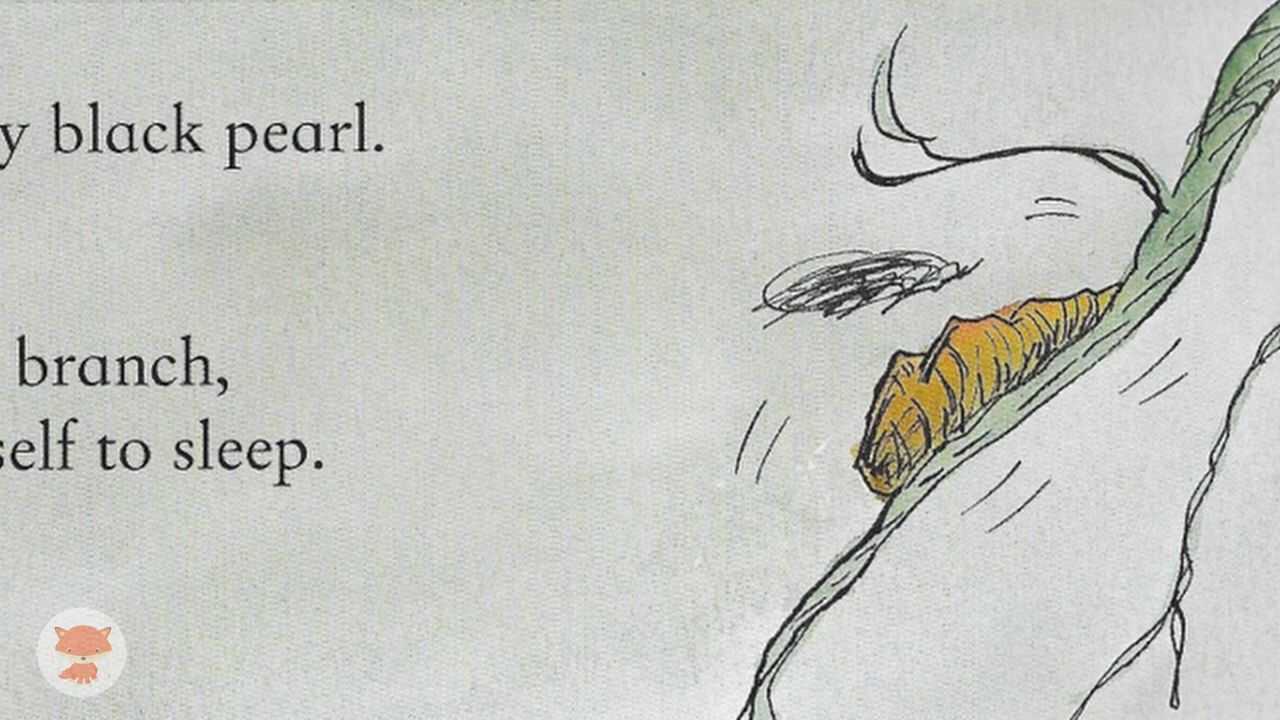 y black pearl.
branch,
self to sleep.